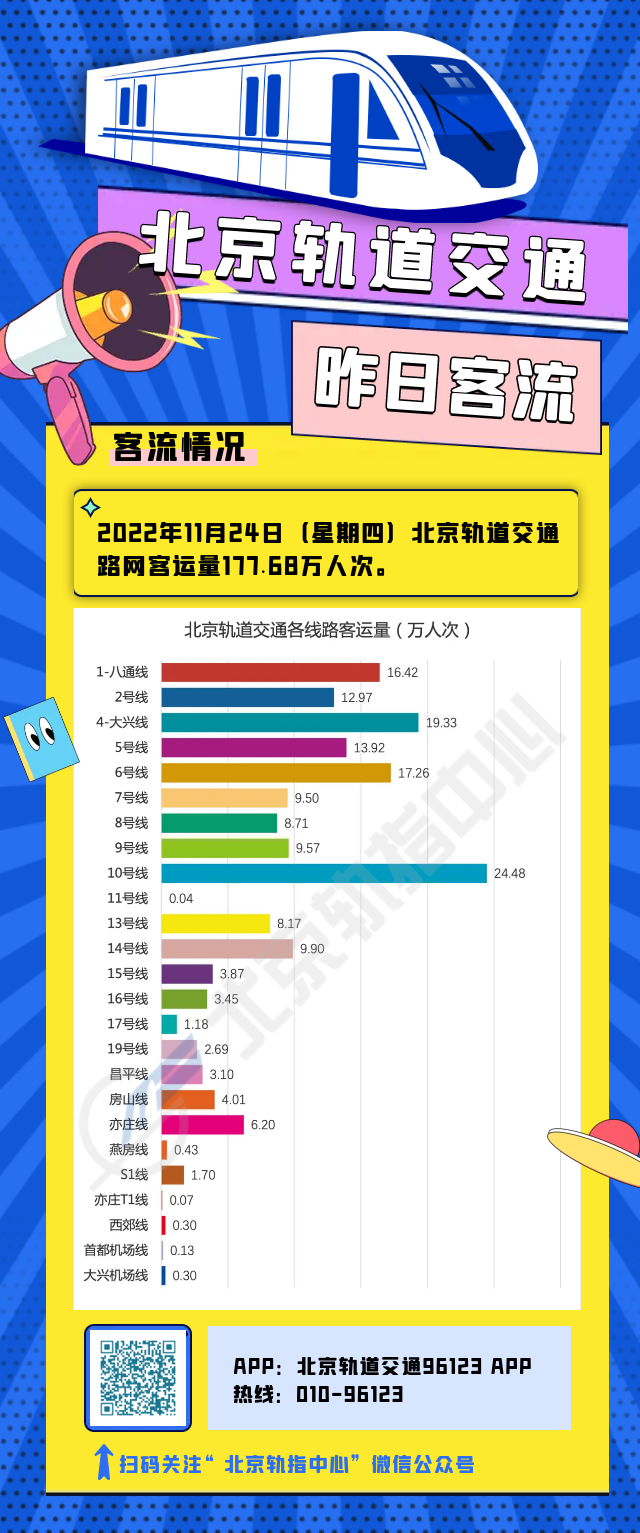 北京轨道交通
昨日客流
客流情况
2022年11月24日（星期四）北京轨道交通
路网客运量177.68万人次。
北京轨道交通各线路客运量（万人次）
1-八通线 16.42
2号线 12.97
4-大兴线 19.33
5号线 13.92
6号线 17.26
7号线 9.50
8号线 8.71
9号线 9.57
10号线 24.48
11号线 0.04
13号线 8.17
14号线 9.90
15号线 3.87
16号线 3.45
17号线 1.18
19号线 2.69
昌平线 3.10
房山线 4.01
亦庄线 6.20
燕房线 0.43
S1线 1.70
亦庄T1线 0.07
西郊线 0.30
首都机场线 0.13
大兴机场线 0.30
北京轨指中心
APP：北京轨道交通96123 APP
热线：010-96123
扫码关注“北京轨指中心”微信公众号